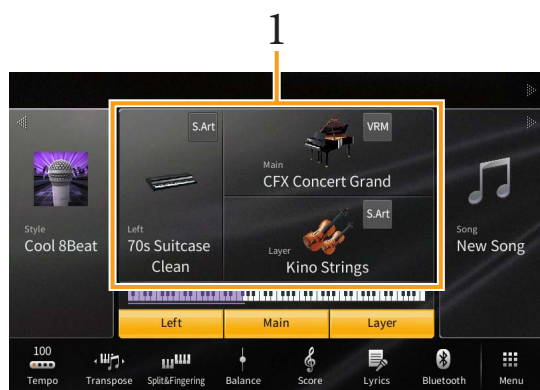 1
S.Art
VRM
Main
CFX Concert Grand
S.Art
Style
Cool 8Beat
Left
70s Suitcase
Clean
Layer
Kino Strings
Song
New Song
Left
Main
Layer
100
Tempo
Transpose
Split&Fingering
Balance
Score
Lyrics
Bluetooth
Menu